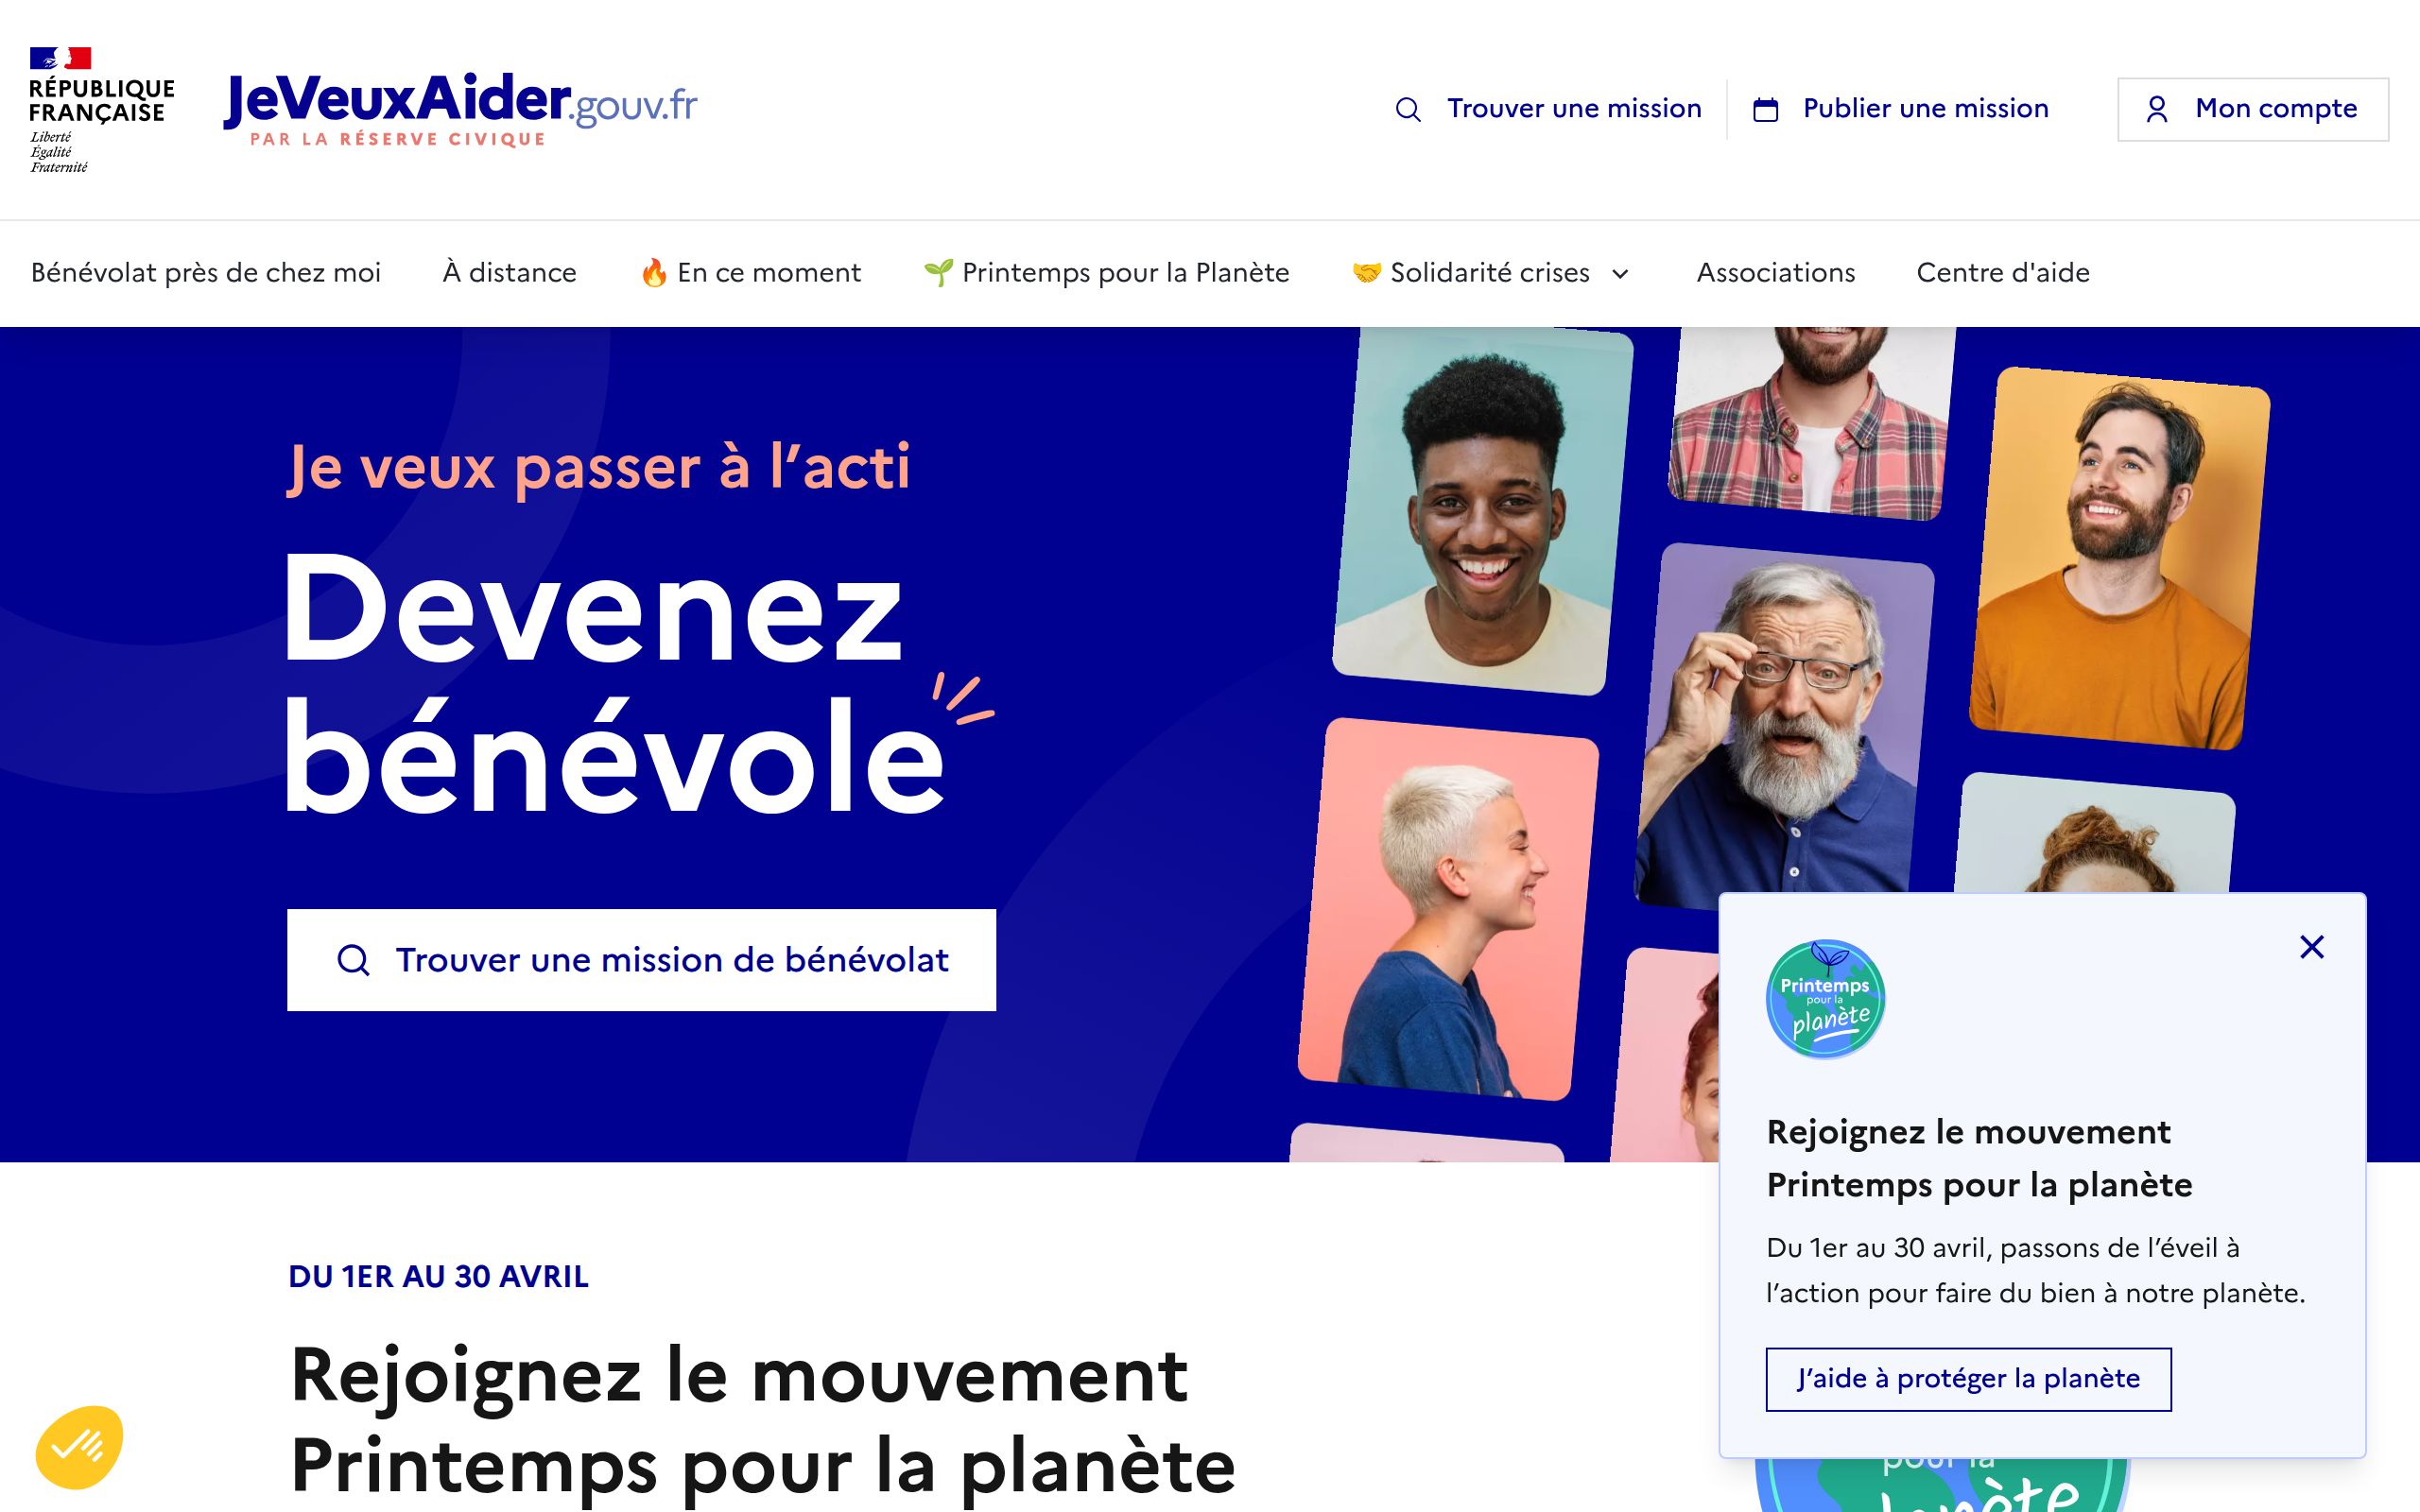 RÉPUBLIQUE
FRANÇAISE
Liberté
Égalité
Fraternité
JeVeuxAider.gouv.fr
PAR LA RÉSERVE CIVIQUE
Trouver une mission
Publier une mission
Mon compte
Bénévolat près de chez moi
À distance
🔥 En ce moment
🌱 Printemps pour la Planète
🤝 Solidarité crises
Associations
Centre d'aide
Je veux passer à l’acti
Devenez
bénévole
Trouver une mission de bénévolat
Printemps
pour la
planète
Rejoignez le mouvement
Printemps pour la planète
Du 1er au 30 avril, passons de l’éveil à
l’action pour faire du bien à notre planète.
J’aide à protéger la planète
DU 1ER AU 30 AVRIL
Rejoignez le mouvement
Printemps pour la planète
pour la